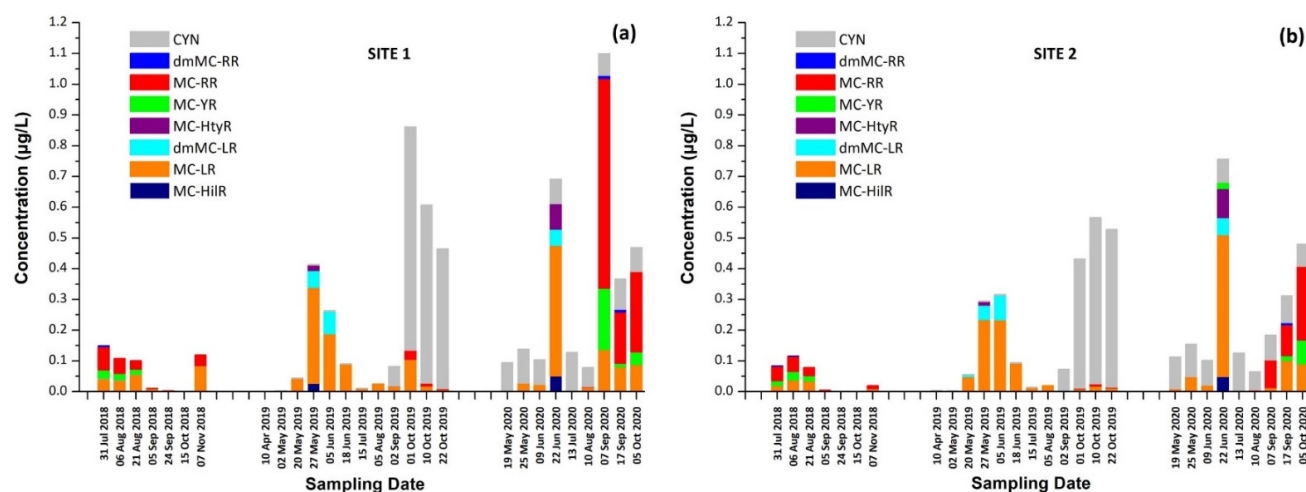 (a)
SITE 1
CYN
dmMC-RR
MC-RR
MC-YR
MC-HtyR
dmMC-LR
MC-LR
MC-HilR
Concentration (µg/L)
1.2
1.1
1.0
0.9
0.8
0.7
0.6
0.5
0.4
0.3
0.2
0.1
0.0
31 Jul 2018
06 Aug 2018
21 Aug 2018
05 Sep 2018
24 Sep 2018
15 Oct 2018
07 Nov 2018
10 Apr 2019
02 May 2019
20 May 2019
27 May 2019
05 Jun 2019
18 Jun 2019
15 Jul 2019
05 Aug 2019
02 Sep 2019
01 Oct 2019
10 Oct 2019
22 Oct 2019
19 May 2020
25 May 2020
09 Jun 2020
22 Jun 2020
13 Jul 2020
10 Aug 2020
07 Sep 2020
17 Sep 2020
05 Oct 2020
Sampling Date
(b)
SITE 2
CYN
dmMC-RR
MC-RR
MC-YR
MC-HtyR
dmMC-LR
MC-LR
MC-HilR
Concentration (µg/L)
1.2
1.1
1.0
0.9
0.8
0.7
0.6
0.5
0.4
0.3
0.2
0.1
0.0
31 Jul 2018
06 Aug 2018
21 Aug 2018
05 Sep 2018
24 Sep 2018
15 Oct 2018
07 Nov 2018
10 Apr 2019
02 May 2019
20 May 2019
27 May 2019
05 Jun 2019
18 Jun 2019
15 Jul 2019
05 Aug 2019
02 Sep 2019
01 Oct 2019
10 Oct 2019
22 Oct 2019
19 May 2020
25 May 2020
09 Jun 2020
22 Jun 2020
13 Jul 2020
10 Aug 2020
07 Sep 2020
17 Sep 2020
05 Oct 2020
Sampling Date